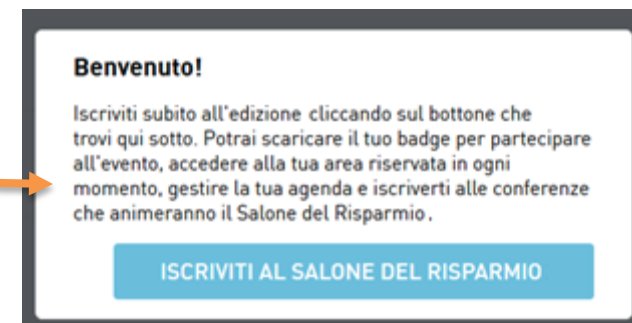 Benvenuto!
Iscriviti subito all'edizione cliccando sul bottone che
trovi qui sotto. Potrai scaricare il tuo badge per partecipare
all'evento, accedere alla tua area riservata in ogni
momento, gestire la tua agenda e iscriverti alle conferenze
che animeranno il Salone del Risparmio.
ISCRIVITI AL SALONE DEL RISPARMIO